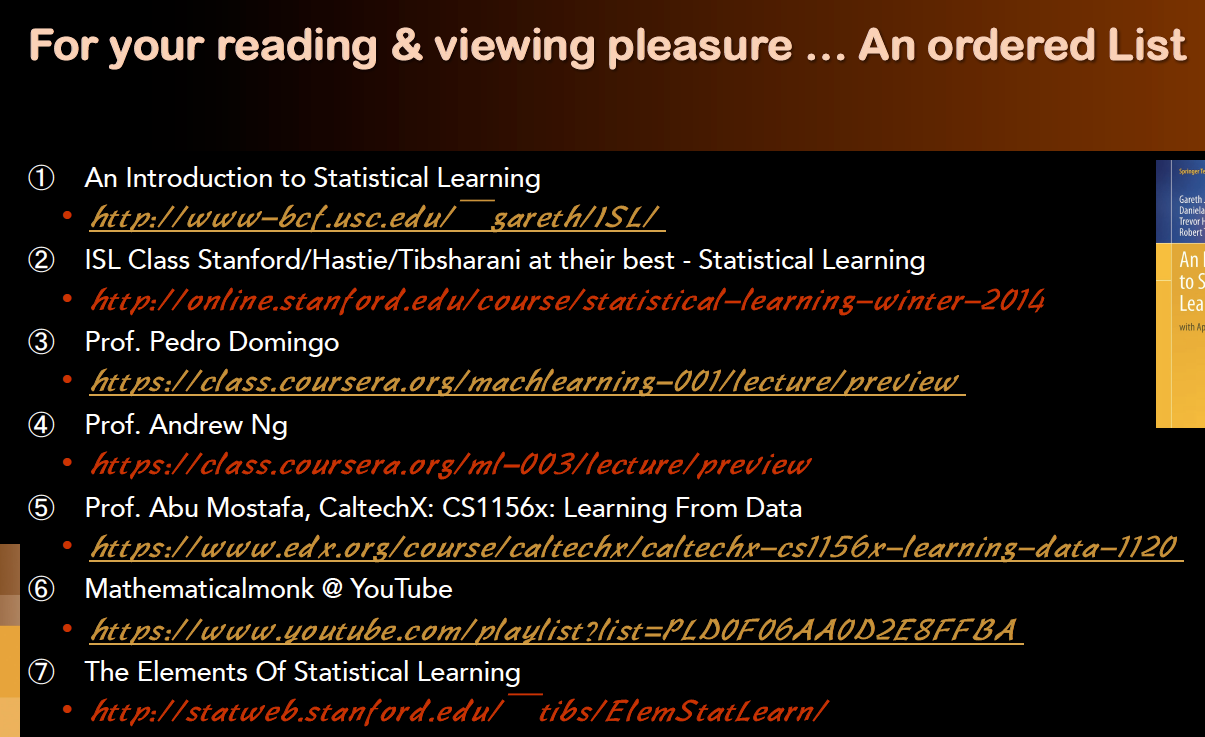 For your reading & viewing pleasure ... An ordered List
① An Introduction to Statistical Learning
• http://www-bcf.usc.edu/~gareth/ISL/
② ISL Class Stanford/Hastie/Tibsharani at their best - Statistical Learning
• http://online.stanford.edu/course/statistical-learning-winter-2014
③ Prof. Pedro Domingo
• https://class.coursera.org/machlearning-001/lecture/preview
④ Prof. Andrew Ng
• https://class.coursera.org/ml-003/lecture/preview
⑤ Prof. Abu Mostafa, CaltechX: CS1156x: Learning From Data
• https://www.edx.org/course/caltechx/caltechx-cs1156x-learning-data-1120
⑥ Mathematicalmonk @ YouTube
• https://www.youtube.com/playlist?list=PLD0F06AA0D2E8FFBA
⑦ The Elements Of Statistical Learning
• http://statweb.stanford.edu/~tibs/ElemStatLearn/
Springer
Gareth
Daniela
Trevor
Robert
An
to
with